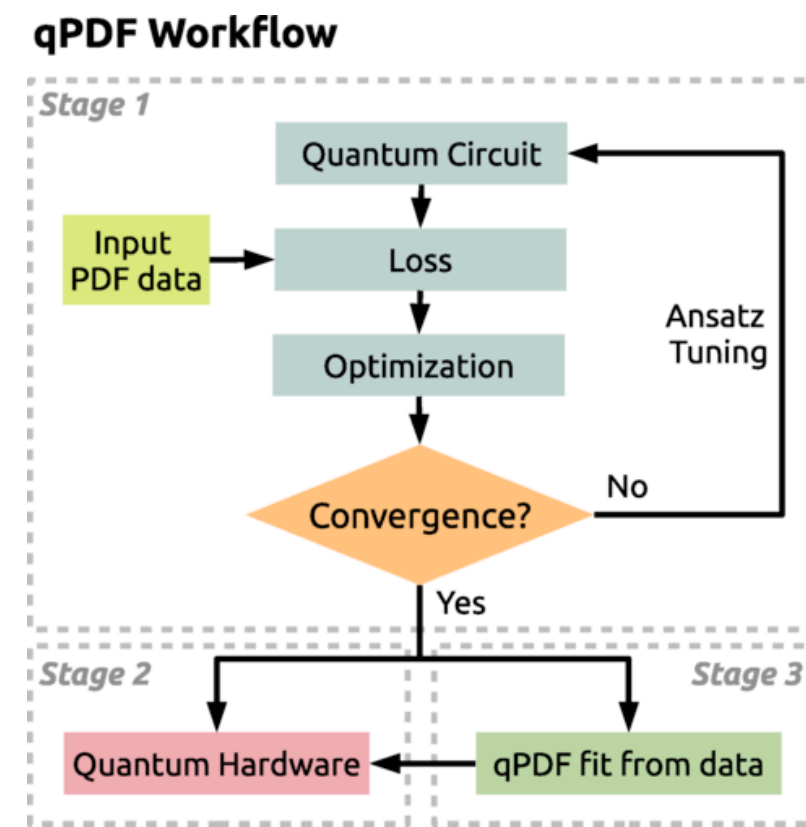 qPDF Workflow
Stage 1
Quantum Circuit
Input
PDF data
Loss
Ansatz
Tuning
Optimization
No
Convergence?
Yes
Stage 2
Stage 3
Quantum Hardware
qPDF fit from data